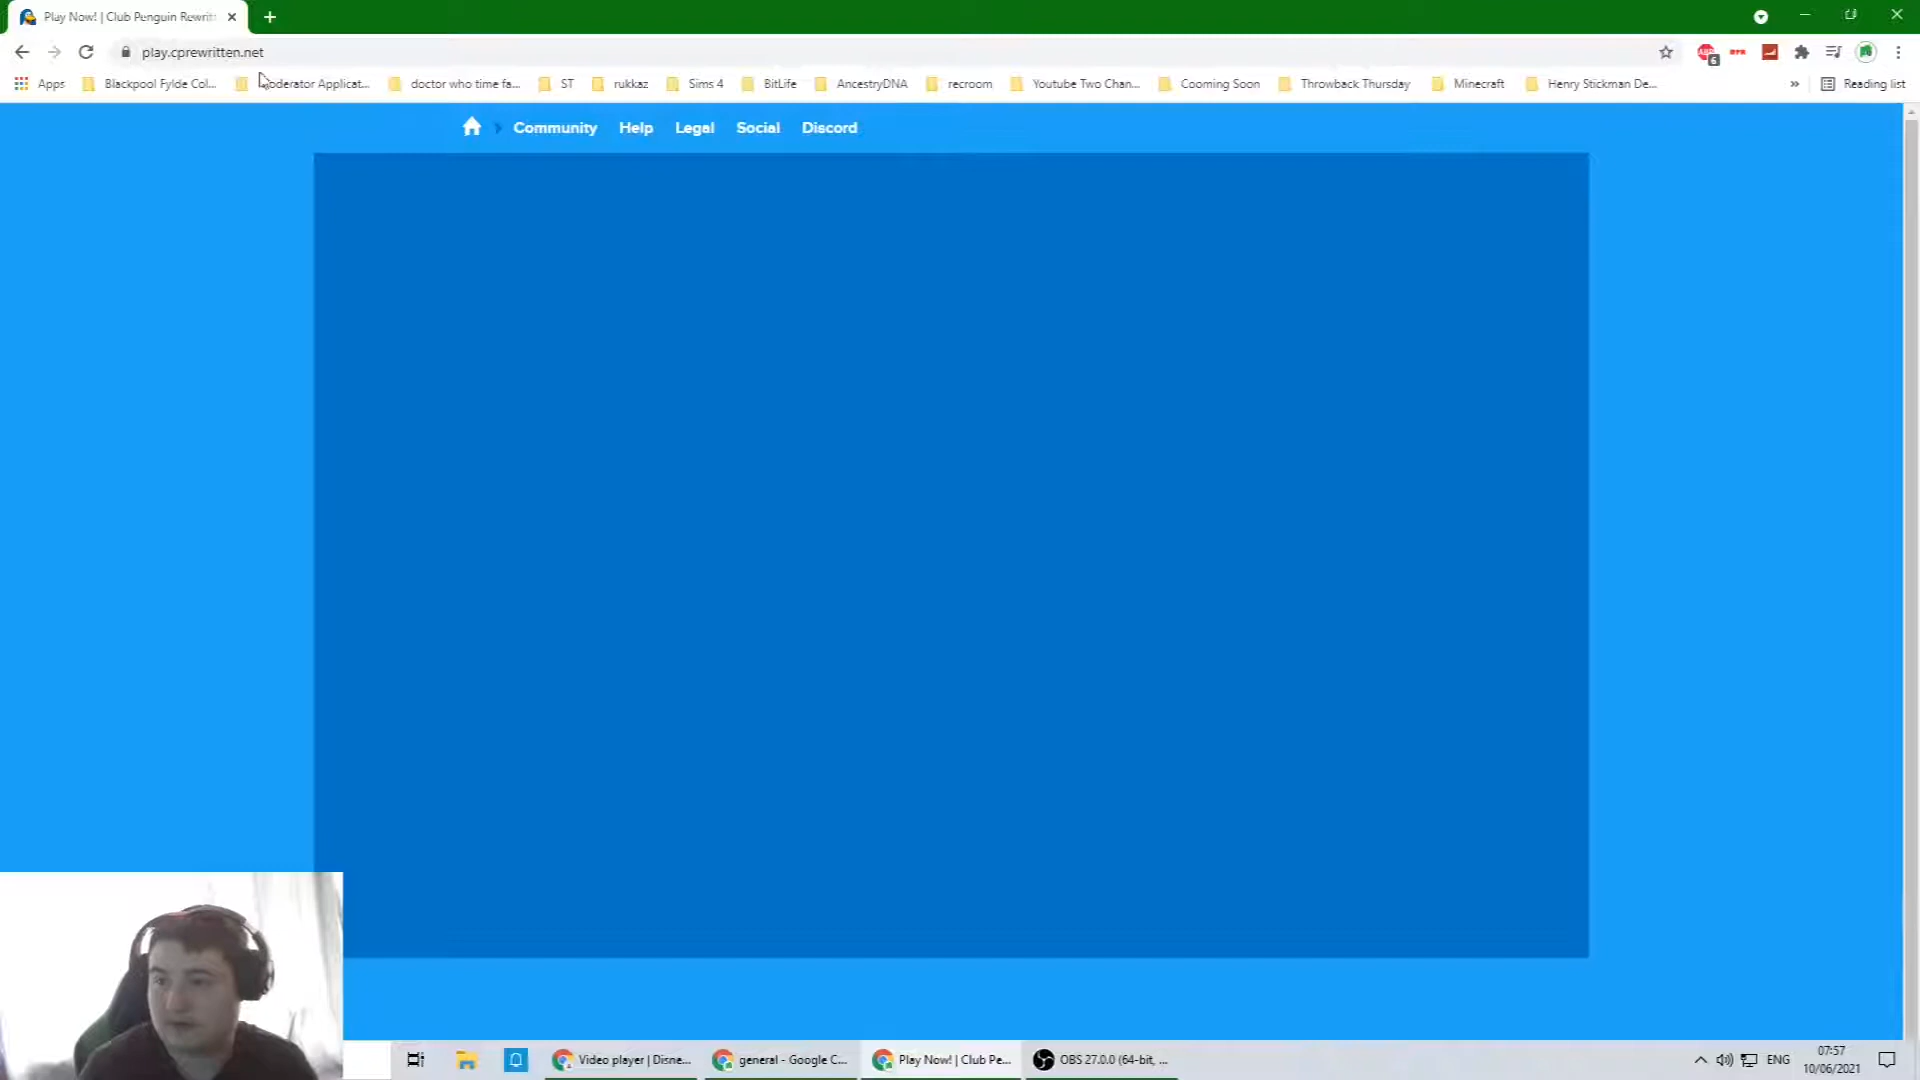 Play Now! | Club Penguin Rewritt
play.cprewritten.net
6
Apps
Blackpool Fylde Col...
oderator Applicat...
doctor who time fa...
ST
rukkaz
Sims 4
BitLife
AncestryDNA
recroom
Youtube Two Chan...
Cooming Soon
Throwback Thursday
Minecraft
Henry Stickman De...
»
Reading list
Community
Help
Legal
Social
Discord
Video player | Disne...
general - Google C...
Play Now! | Club Pe...
OBS 27.0.0 (64-bit, ...
ENG
07:57
10/06/2021